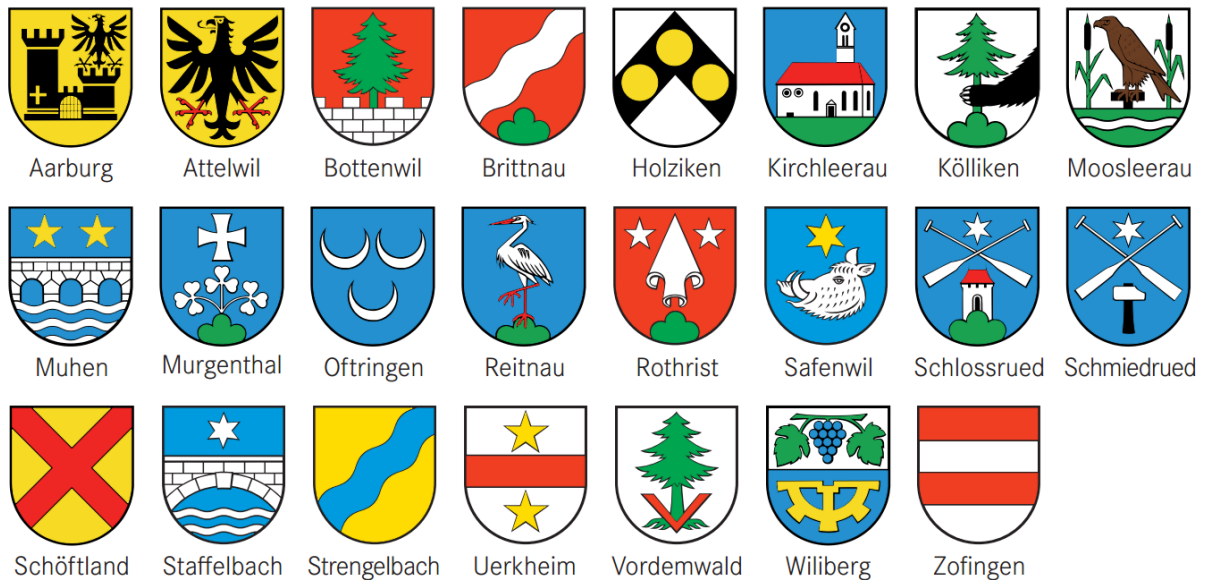 Aarburg Attelwil Bottenwil Brittnau Holziken Kirchleerau Kölliken Moosleerau
Muhen Murgenthal Oftringen Reitnau Rothrist Safenwil Schlossrued Schmiedrued
Schöftland Staffelbach Strengelbach Uerkheim Vordemwald Wiliberg Zofingen